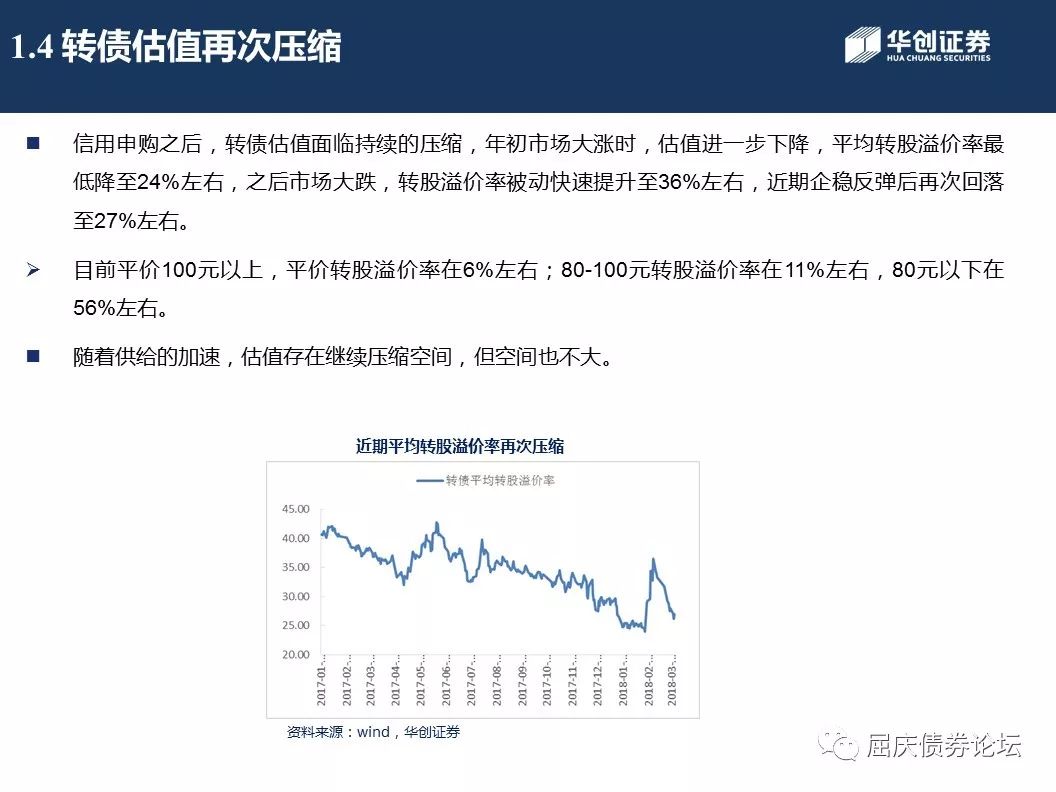 1.4 转债估值再次压缩
华创证券
HUA CHUANG SECURITIES
信用申购之后，转债估值面临持续的压缩，年初市场大涨时，估值进一步下降，平均转股溢价率最
低降至24%左右，之后市场大跌，转股溢价率被动快速提升至36%左右，近期企稳反弹后再次回落
至27%左右。
目前平价100元以上，平价转股溢价率在6%左右；80-100元转股溢价率在11%左右，80元以下在
56%左右。
随着供给的加速，估值存在继续压缩空间，但空间也不大。
近期平均转股溢价率再次压缩
转债平均转股溢价率
45.00
40.00
35.00
30.00
25.00
20.00
2017-01-...
2017-02-...
2017-03-...
2017-04-...
2017-05-...
2017-06-...
2017-07-...
2017-08-...
2017-09-...
2017-10-...
2017-11-...
2017-12-...
2018-01-...
2018-02-...
2018-03-...
资料来源：wind，华创证券
屈庆债券论坛